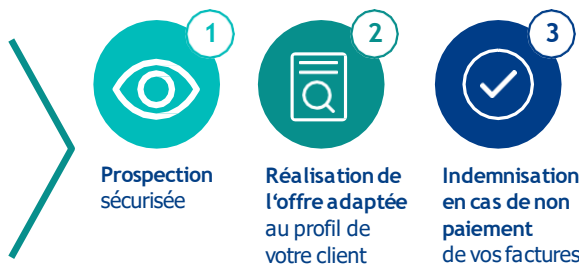 1
Prospection
sécurisée
2
Réalisation de
l'offre adaptée
au profil de
votre client
3
Indemnisation
en cas de non
paiement
de vos factures